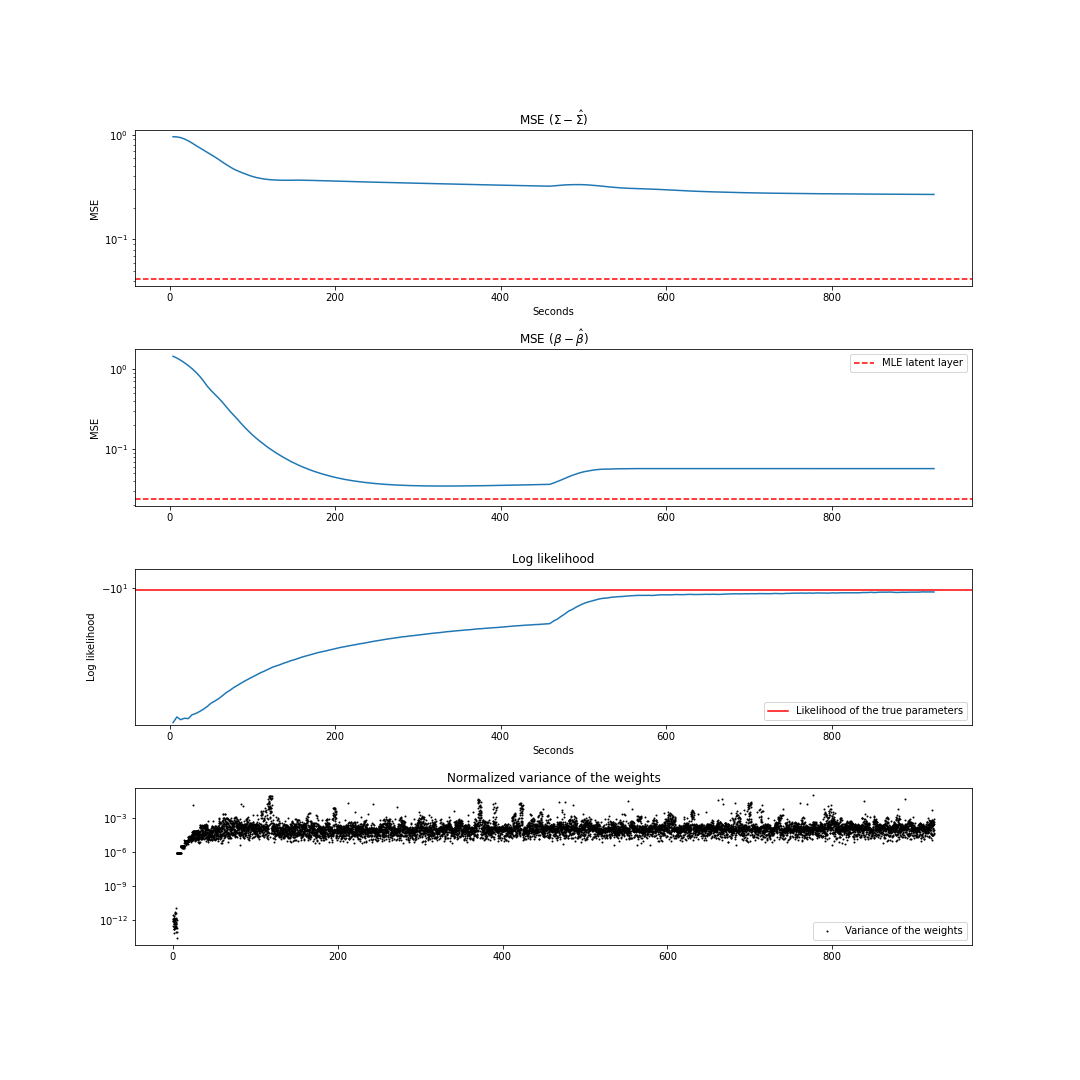 MSE (Σ − Σ̂)
10⁰
10⁻¹
MSE
0 200 400 600 800
Seconds
MSE (β − β̂)
10⁰
10⁻¹
MSE
MLE latent layer
0 200 400 600 800
Log likelihood
−10¹
Log likelihood
Likelihood of the true parameters
0 200 400 600 800
Seconds
Normalized variance of the weights
10⁻³
10⁻⁶
10⁻⁹
10⁻¹²
Variance of the weights
0 200 400 600 800